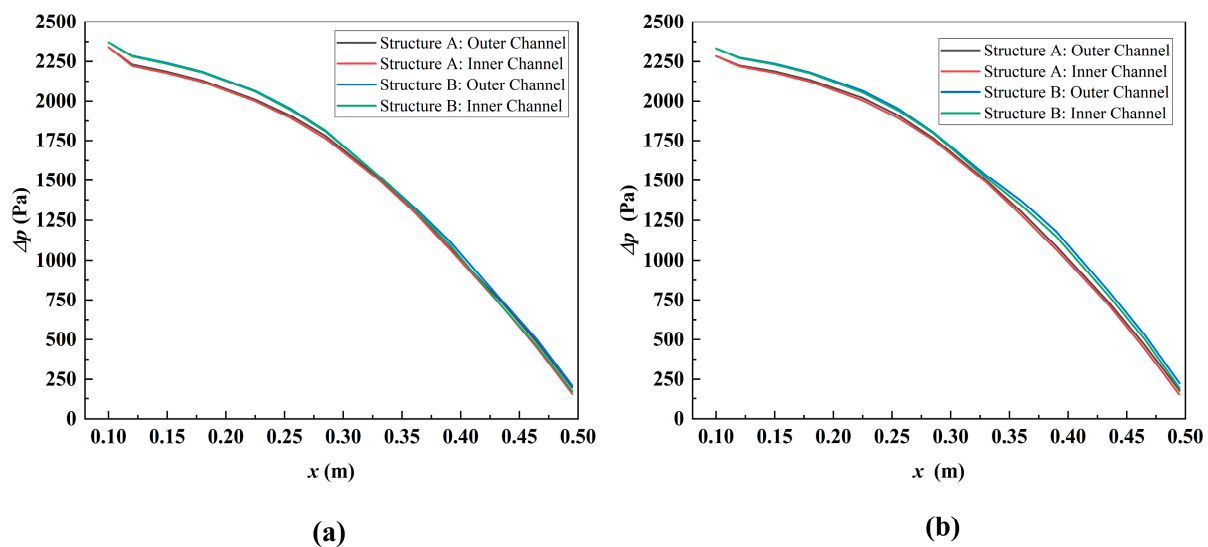 2500
2250
2000
1750
1500
1250
1000
750
500
250
0
Δp (Pa)
Structure A: Outer Channel
Structure A: Inner Channel
Structure B: Outer Channel
Structure B: Inner Channel
0.10 0.15 0.20 0.25 0.30 0.35 0.40 0.45 0.50
x (m)
(a)
2500
2250
2000
1750
1500
1250
1000
750
500
250
0
Δp (Pa)
Structure A: Outer Channel
Structure A: Inner Channel
Structure B: Outer Channel
Structure B: Inner Channel
0.10 0.15 0.20 0.25 0.30 0.35 0.40 0.45 0.50
x (m)
(b)